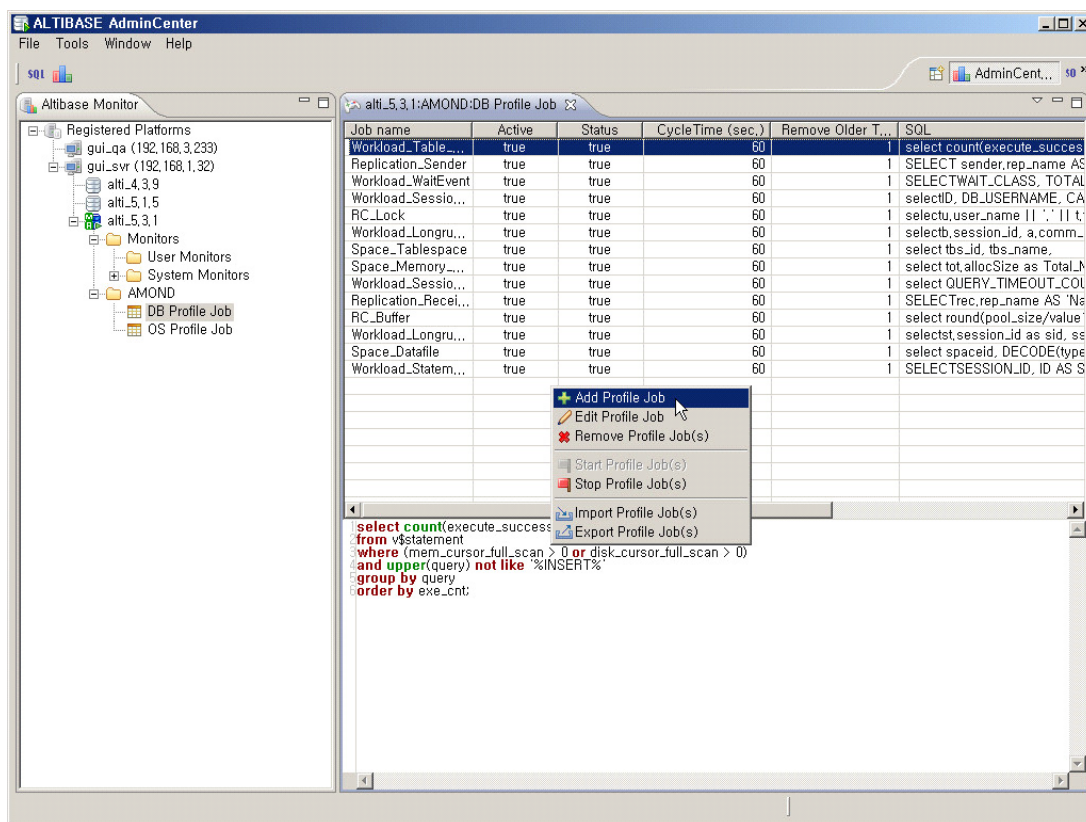 ALTIBASE AdminCenter
File Tools Window Help
SQL AdminCent... SQ »
Altibase Monitor
Registered Platforms
gui_qa (192.168.3.233)
gui_svr (192.168.1.32)
alti_4.3.9
alti_5.1.5
alti_5.3.1
Monitors
User Monitors
System Monitors
AMOND
DB Profile Job
OS Profile Job
alti_5.3.1:AMOND:DB Profile Job
Job name Active Status CycleTime (sec.) Remove Older T... SQL
Workload_Table_... true true 60 1 select count(execute_succes
Replication_Sender true true 60 1 SELECT sender.rep_name AS
Workload_WaitEvent true true 60 1 SELECTWAIT_CLASS, TOTAL
Workload_Sessio... true true 60 1 selectID, DB_USERNAME, CA
RC_Lock true true 60 1 selectu.user_name || '.' || t.
Workload_Longru... true true 60 1 selectb.session_id, a.comm_
Space_Tablespace true true 60 1 select tbs_id, tbs_name,
Space_Memory_... true true 60 1 select tot.allocSize as Total_M
Workload_Sessio... true true 60 1 select QUERY_TIMEOUT_COU
Replication_Recei... true true 60 1 SELECTrec.rep_name AS 'Na
RC_Buffer true true 60 1 select round(pool_size/value
Workload_Longru... true true 60 1 selectst.session_id as sid, ss
Space_Datafile true true 60 1 select spaceid, DECODE(type
Workload_Statem... true true 60 1 SELECTSESSION_ID, ID AS S
Add Profile Job
Edit Profile Job
Remove Profile Job(s)
Start Profile Job(s)
Stop Profile Job(s)
Import Profile Job(s)
Export Profile Job(s)
1 select count(execute_success
2 from v$statement
3 where (mem_cursor_full_scan > 0 or disk_cursor_full_scan > 0)
4 and upper(query) not like '%INSERT%'
5 group by query
6 order by exe_cnt;